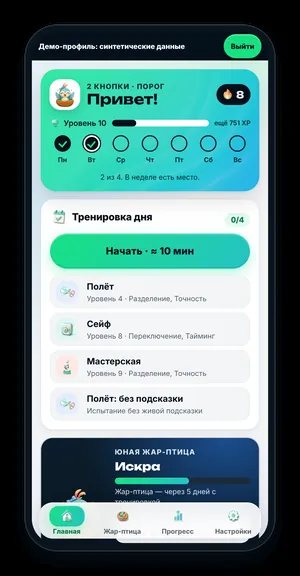 Демо-профиль: синтетические данные
Выйти
2 КНОПКИ · ПОРОГ
Привет!
8
Уровень 10
ещё 751 XP
Пн Вт Ср Чт Пт Сб Вс
2 из 4. В неделе есть место.
Тренировка дня
0/4
Начать · ≈ 10 мин
Полёт
Уровень 4 · Разделение, Точность
Сейф
Уровень 8 · Переключение, Тайминг
Мастерская
Уровень 9 · Разделение, Точность
Полёт: без подсказки
Испытание без живой подсказки
ЮНАЯ ЖАР-ПТИЦА
Искра
Жар-птица — через 5 дней с
тренировкой
Главная Жар-птица Прогресс Настройки